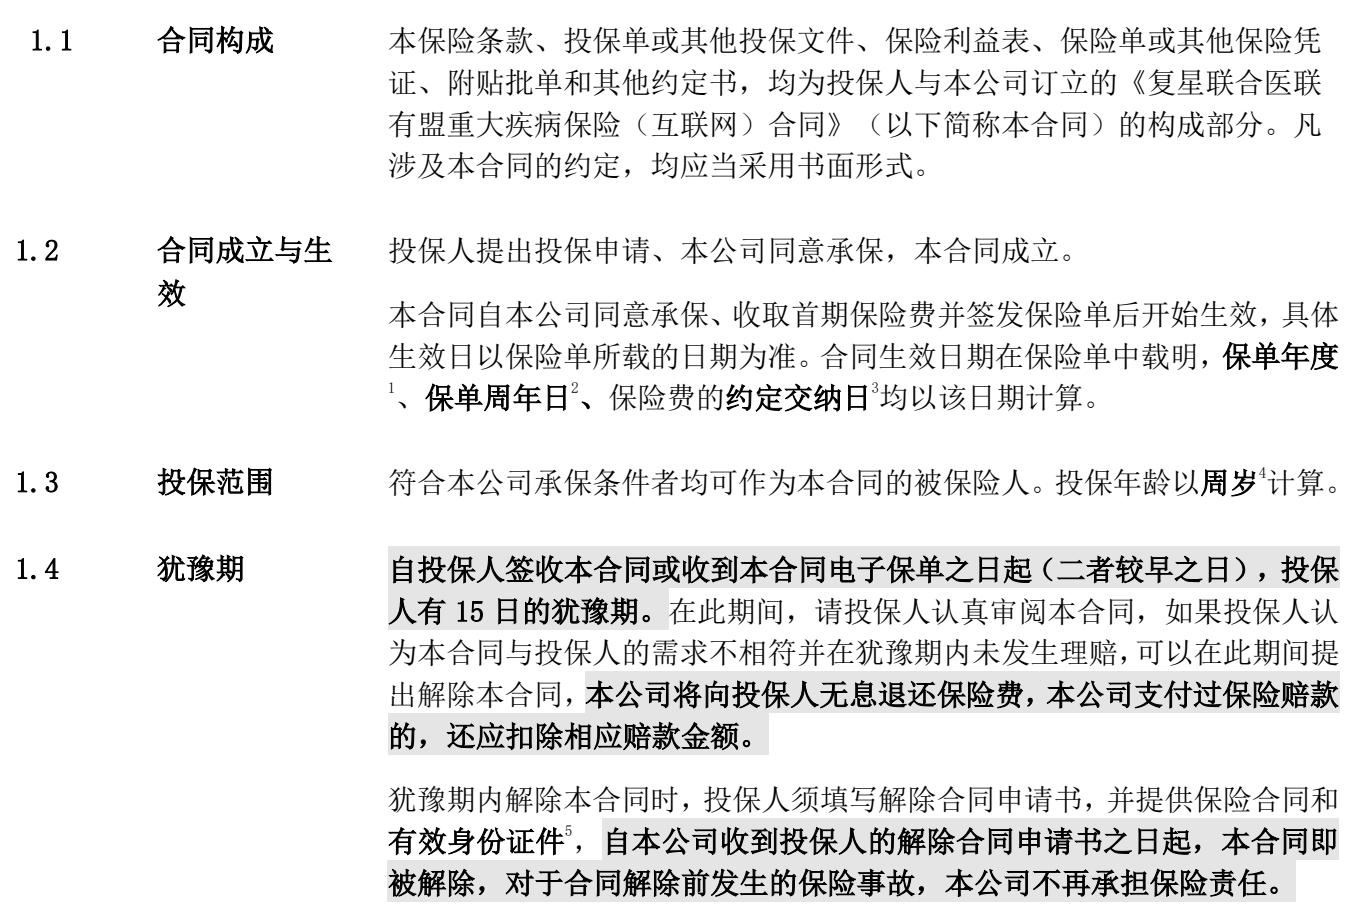 1.1 合同构成 本保险条款、投保单或其他投保文件、保险利益表、保险单或其他保险凭
证、附贴批单和其他约定书，均为投保人与本公司订立的《复星联合医联
有盟重大疾病保险（互联网）合同》（以下简称本合同）的构成部分。凡
涉及本合同的约定，均应当采用书面形式。
1.2 合同成立与生 投保人提出投保申请、本公司同意承保，本合同成立。
效
本合同自本公司同意承保、收取首期保险费并签发保险单后开始生效，具体
生效日以保险单所载的日期为准。合同生效日期在保险单中载明，保单年度
1、保单周年日2、保险费的约定交纳日3均以该日期计算。
1.3 投保范围 符合本公司承保条件者均可作为本合同的被保险人。投保年龄以周岁4计算。
1.4 犹豫期 自投保人签收本合同或收到本合同电子保单之日起（二者较早之日），投保
人有 15 日的犹豫期。在此期间，请投保人认真审阅本合同，如果投保人认
为本合同与投保人的需求不相符并在犹豫期内未发生理赔，可以在此期间提
出解除本合同，本公司将向投保人无息退还保险费，本公司支付过保险赔款
的，还应扣除相应赔款金额。
犹豫期内解除本合同时，投保人须填写解除合同申请书，并提供保险合同和
有效身份证件5，自本公司收到投保人的解除合同申请书之日起，本合同即
被解除，对于合同解除前发生的保险事故，本公司不再承担保险责任。